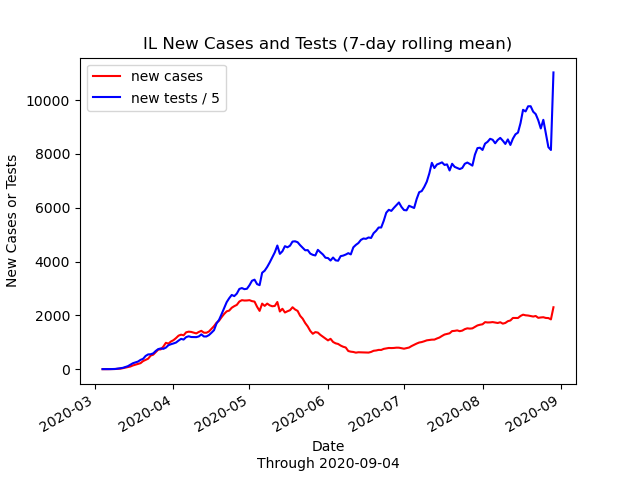 IL New Cases and Tests (7-day rolling mean)
new cases
new tests / 5
New Cases or Tests
10000
8000
6000
4000
2000
0
2020-03
2020-04
2020-05
2020-06
2020-07
2020-08
2020-09
Date
Through 2020-09-04